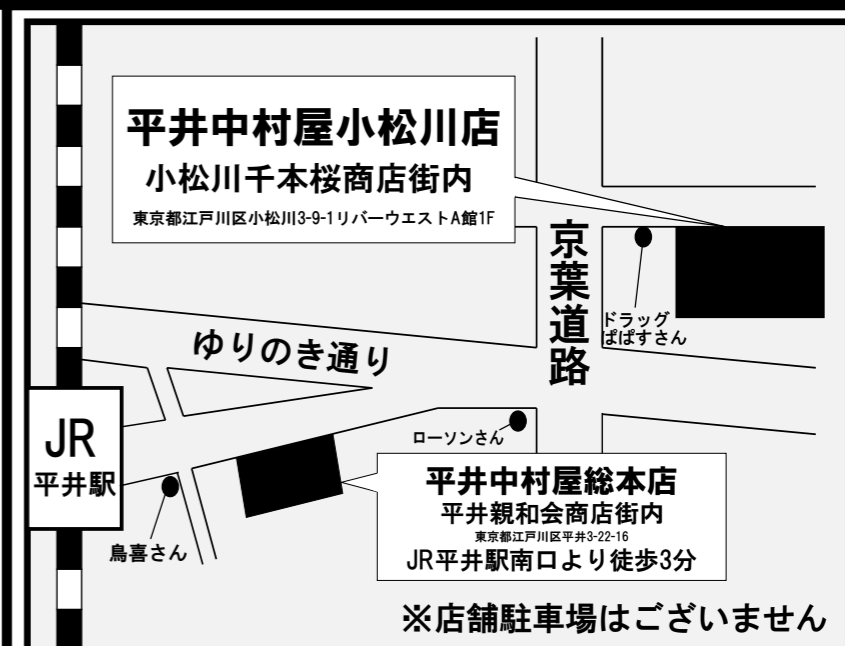 平井中村屋小松川店
小松川千本桜商店街内
東京都江戸川区小松川3-9-1リバーウエストA館1F
京葉道路
ドラッグ
ぱぱすさん
ゆりのき通り
JR
平井駅
ローソンさん
鳥喜さん
平井中村屋総本店
平井親和会商店街内
東京都江戸川区平井3-22-16
JR平井駅南口より徒歩3分
※店舗駐車場はございません